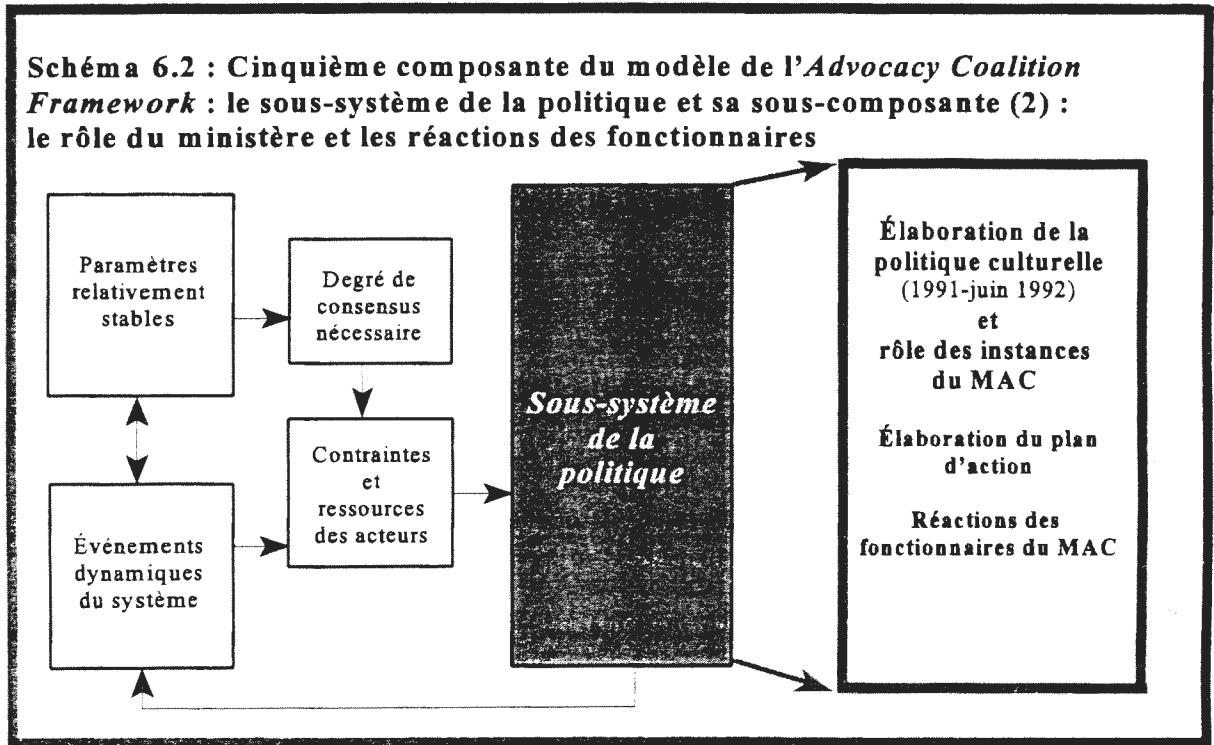 Schéma 6.2 : Cinquième composante du modèle de l'Advocacy Coalition
Framework : le sous-système de la politique et sa sous-composante (2) :
le rôle du ministère et les réactions des fonctionnaires
Paramètres
relativement
stables
Degré de
consensus
nécessaire
Événements
dynamiques
du système
Contraintes
et
ressources
des acteurs
Sous-système
de la
politique
Élaboration de la
politique culturelle
(1991-juin 1992)
et
rôle des instances
du MAC
Élaboration du plan
d'action
Réactions des
fonctionnaires du MAC